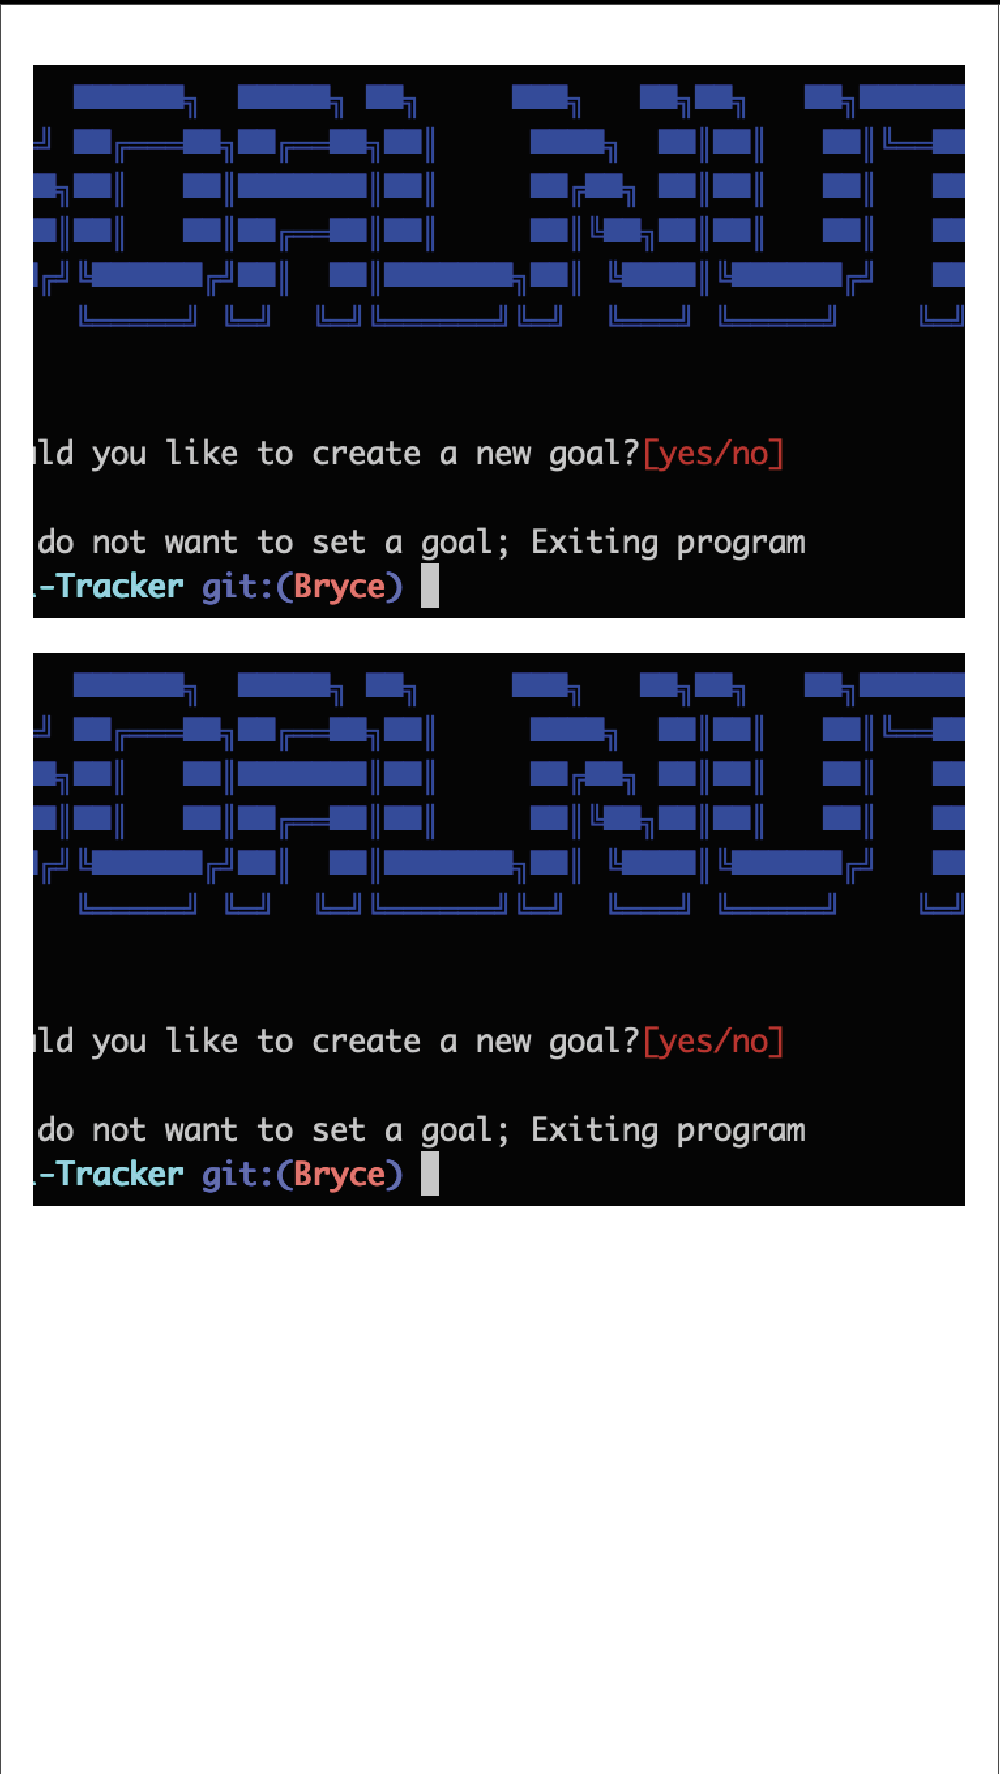 ld you like to create a new goal?[yes/no]
do not want to set a goal; Exiting program
-Tracker git:(Bryce)
ld you like to create a new goal?[yes/no]
do not want to set a goal; Exiting program
-Tracker git:(Bryce)